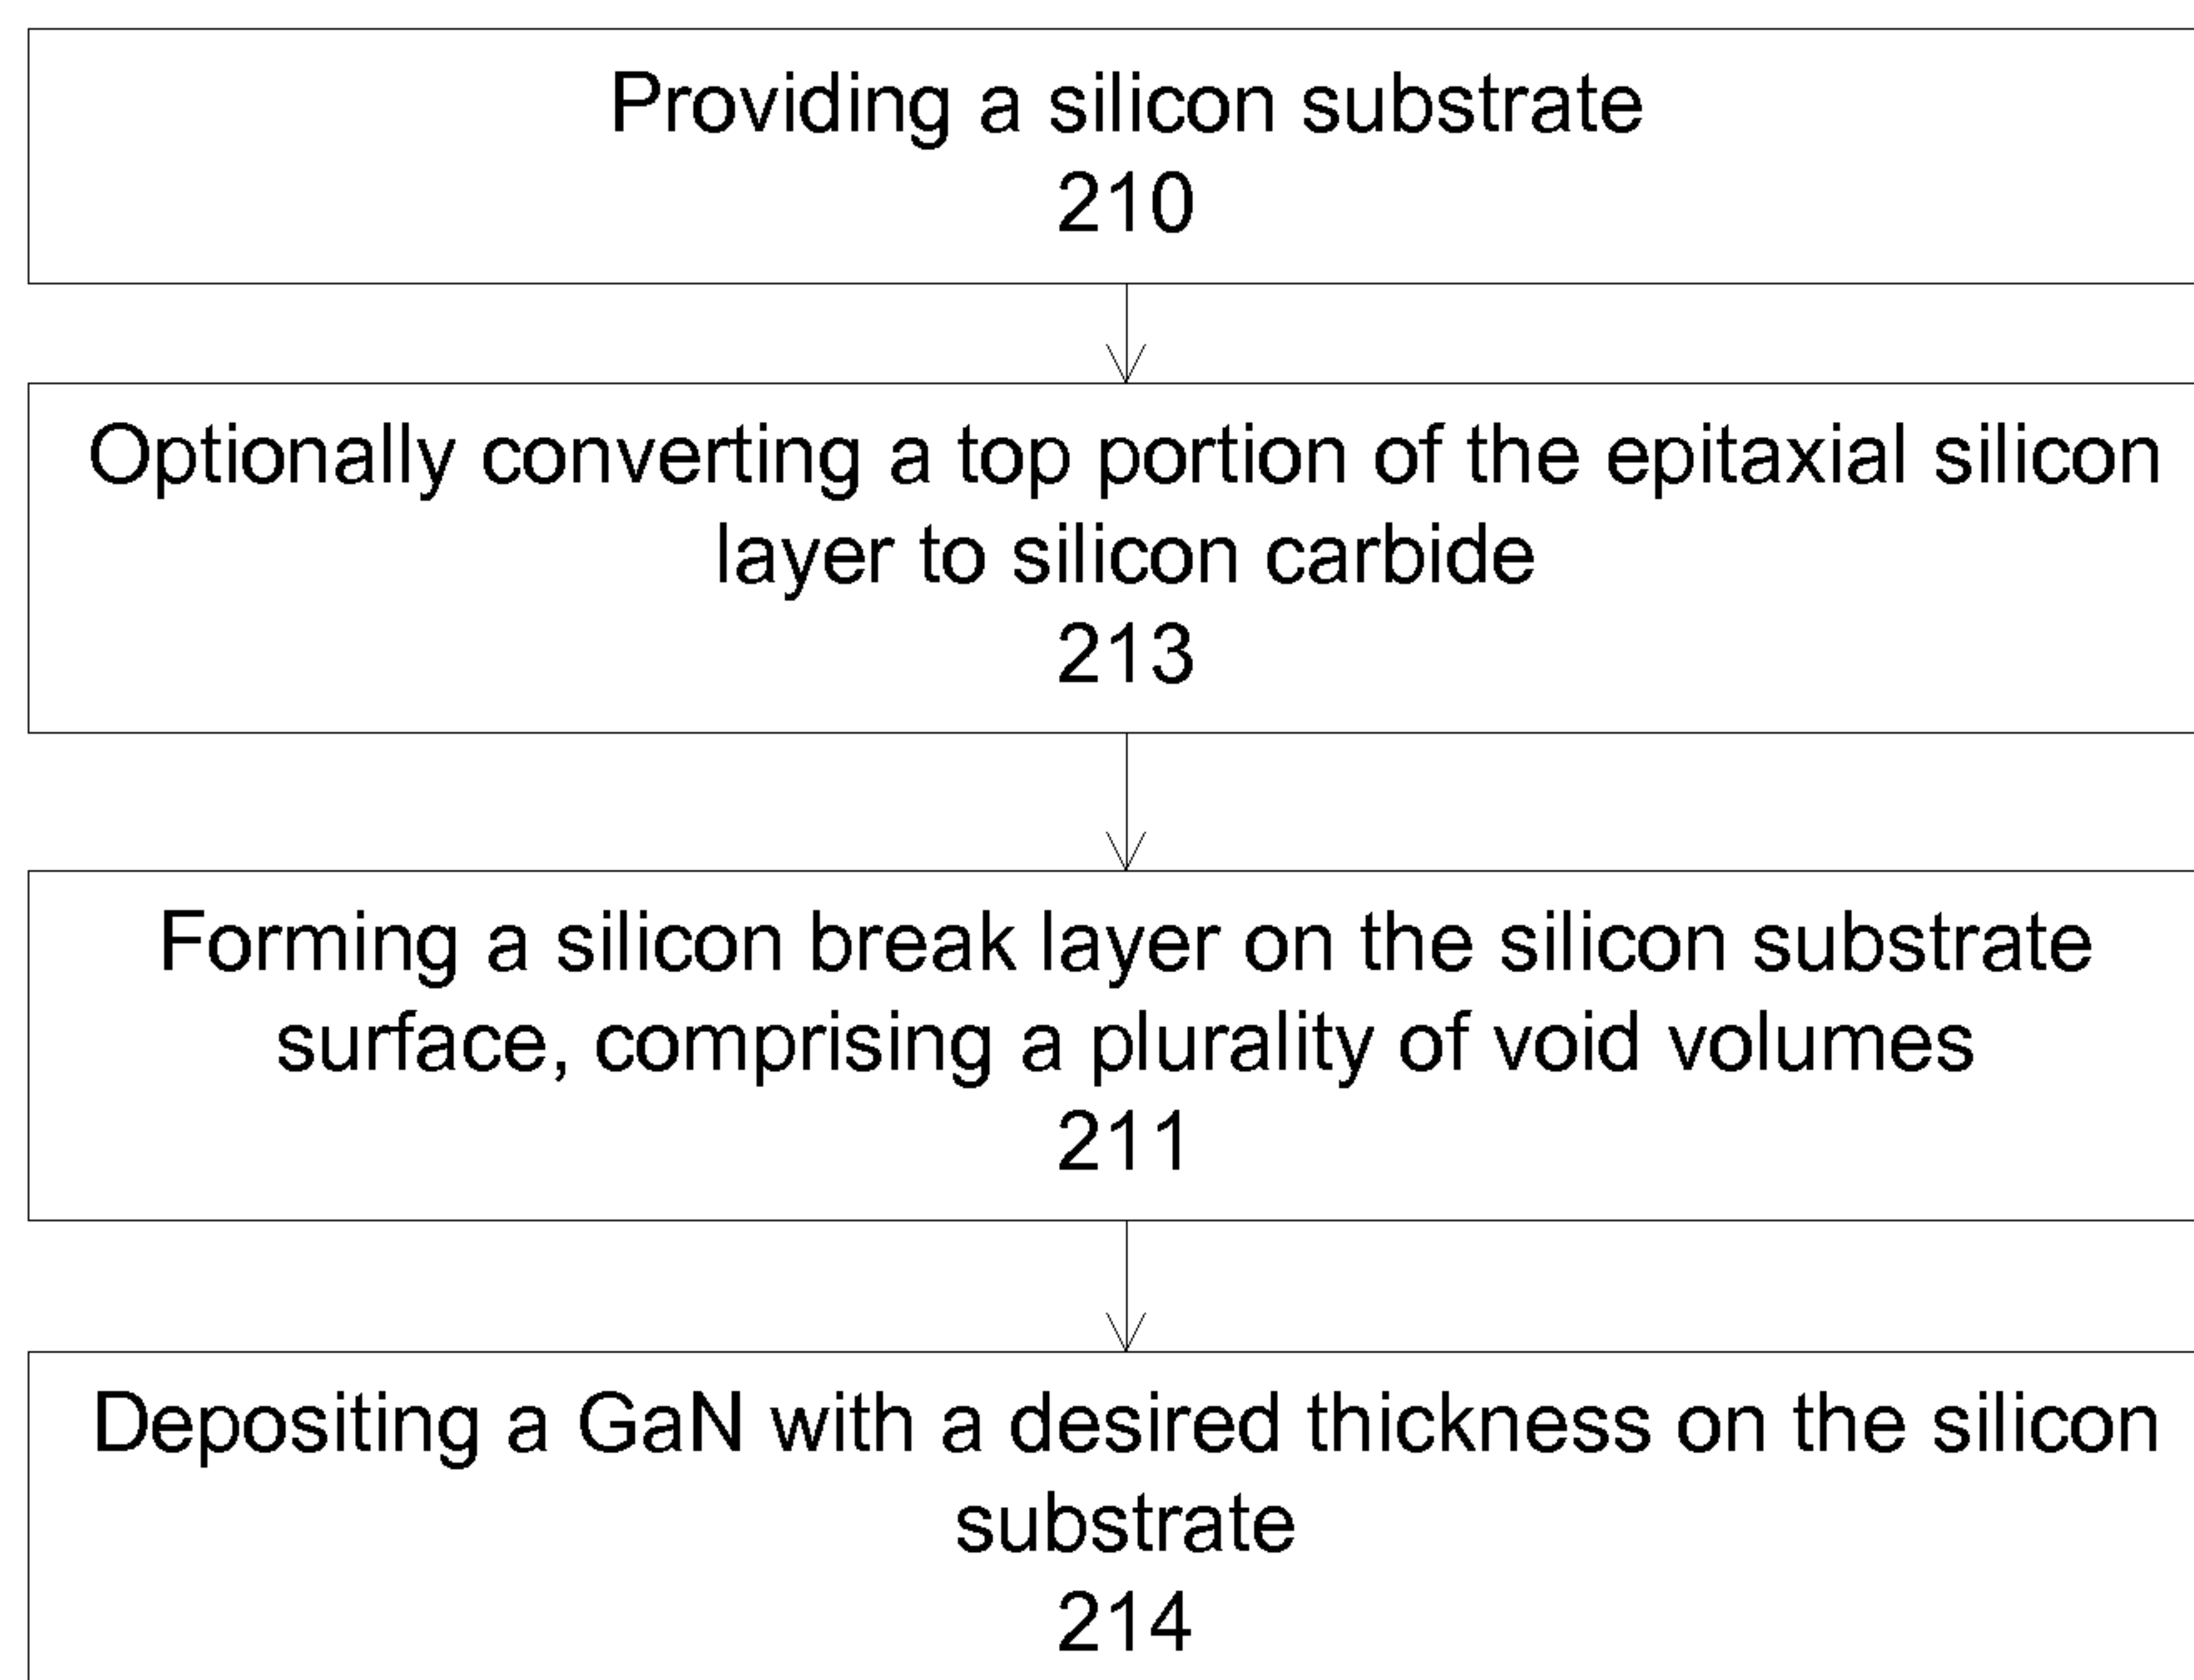 Providing a silicon substrate
210
Optionally converting a top portion of the epitaxial silicon
layer to silicon carbide
213
Forming a silicon break layer on the silicon substrate
surface, comprising a plurality of void volumes
211
Depositing a GaN with a desired thickness on the silicon
substrate
214